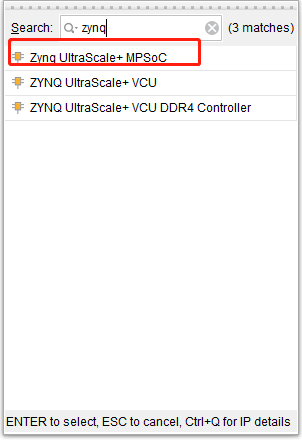 Search: zynq (3 matches)
Zynq UltraScale+ MPSoC
ZYNQ UltraScale+ VCU
ZYNQ UltraScale+ VCU DDR4 Controller
ENTER to select, ESC to cancel, Ctrl+Q for IP details